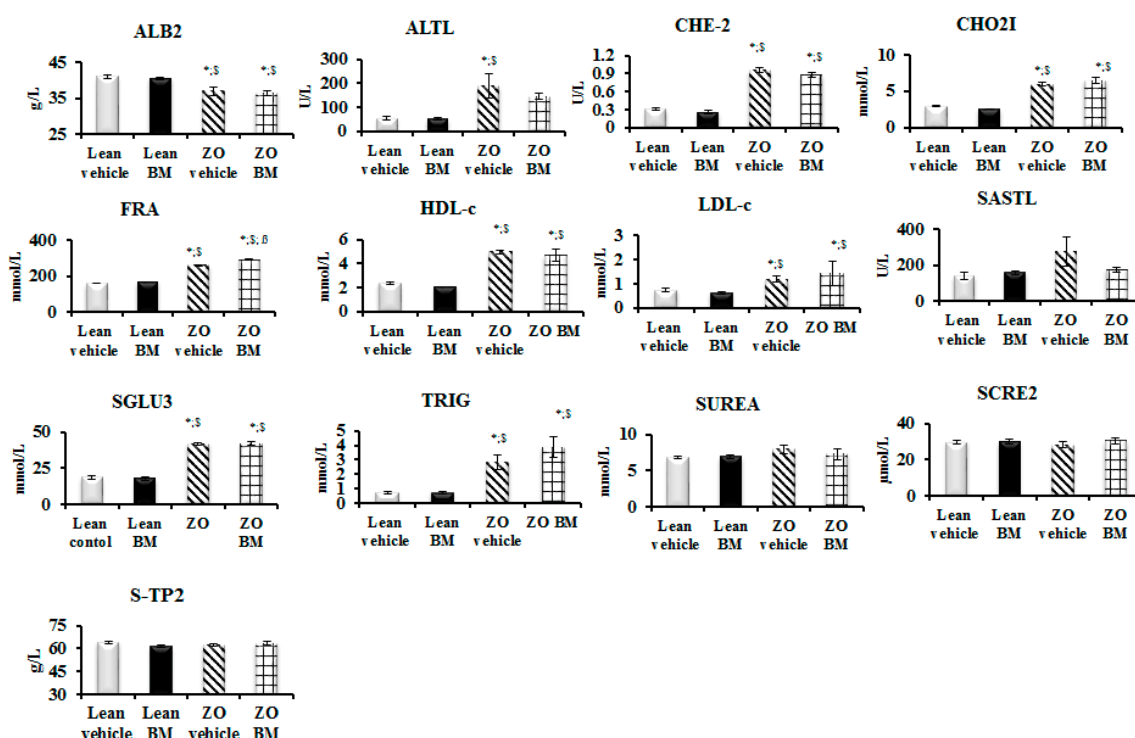 ALB2
g/L
45
35
25
*;$
*;$
Lean vehicle
Lean BM
ZO vehicle
ZO BM
ALTL
U/L
300
200
100
0
*;$
Lean vehicle
Lean BM
ZO vehicle
ZO BM
CHE-2
U/L
1.2
0.9
0.6
0.3
0
*;$
*;$
Lean vehicle
Lean BM
ZO vehicle
ZO BM
CHO2I
mmol/L
10
5
0
*;$
*;$
Lean vehicle
Lean BM
ZO vehicle
ZO BM
FRA
mmol/L
400
200
0
*;$
*;$; ß
Lean vehicle
Lean BM
ZO vehicle
ZO BM
HDL-c
mmol/L
6
4
2
0
*;$
*;$
Lean vehicle
Lean BM
ZO vehicle
ZO BM
LDL-c
mmol/L
3
2
1
0
*;$
*;$
Lean vehicle
Lean BM
ZO vehicle
ZO BM
SASTL
U/L
400
200
0
Lean vehicle
Lean BM
ZO vehicle
ZO BM
SGLU3
mmol/L
50
25
0
*;$
*;$
Lean contol
Lean BM
ZO
ZO BM
TRIG
mmol/L
5
4
3
2
1
0
*;$
*;$
Lean vehicle
Lean BM
ZO vehicle
ZO BM
SUREA
mmol/L
10
5
0
Lean vehicle
Lean BM
ZO vehicle
ZO BM
SCRE2
µmol/L
40
20
0
Lean vehicle
Lean BM
ZO vehicle
ZO BM
S-TP2
g/L
75
60
45
30
Lean vehicle
Lean BM
ZO vehicle
ZO BM